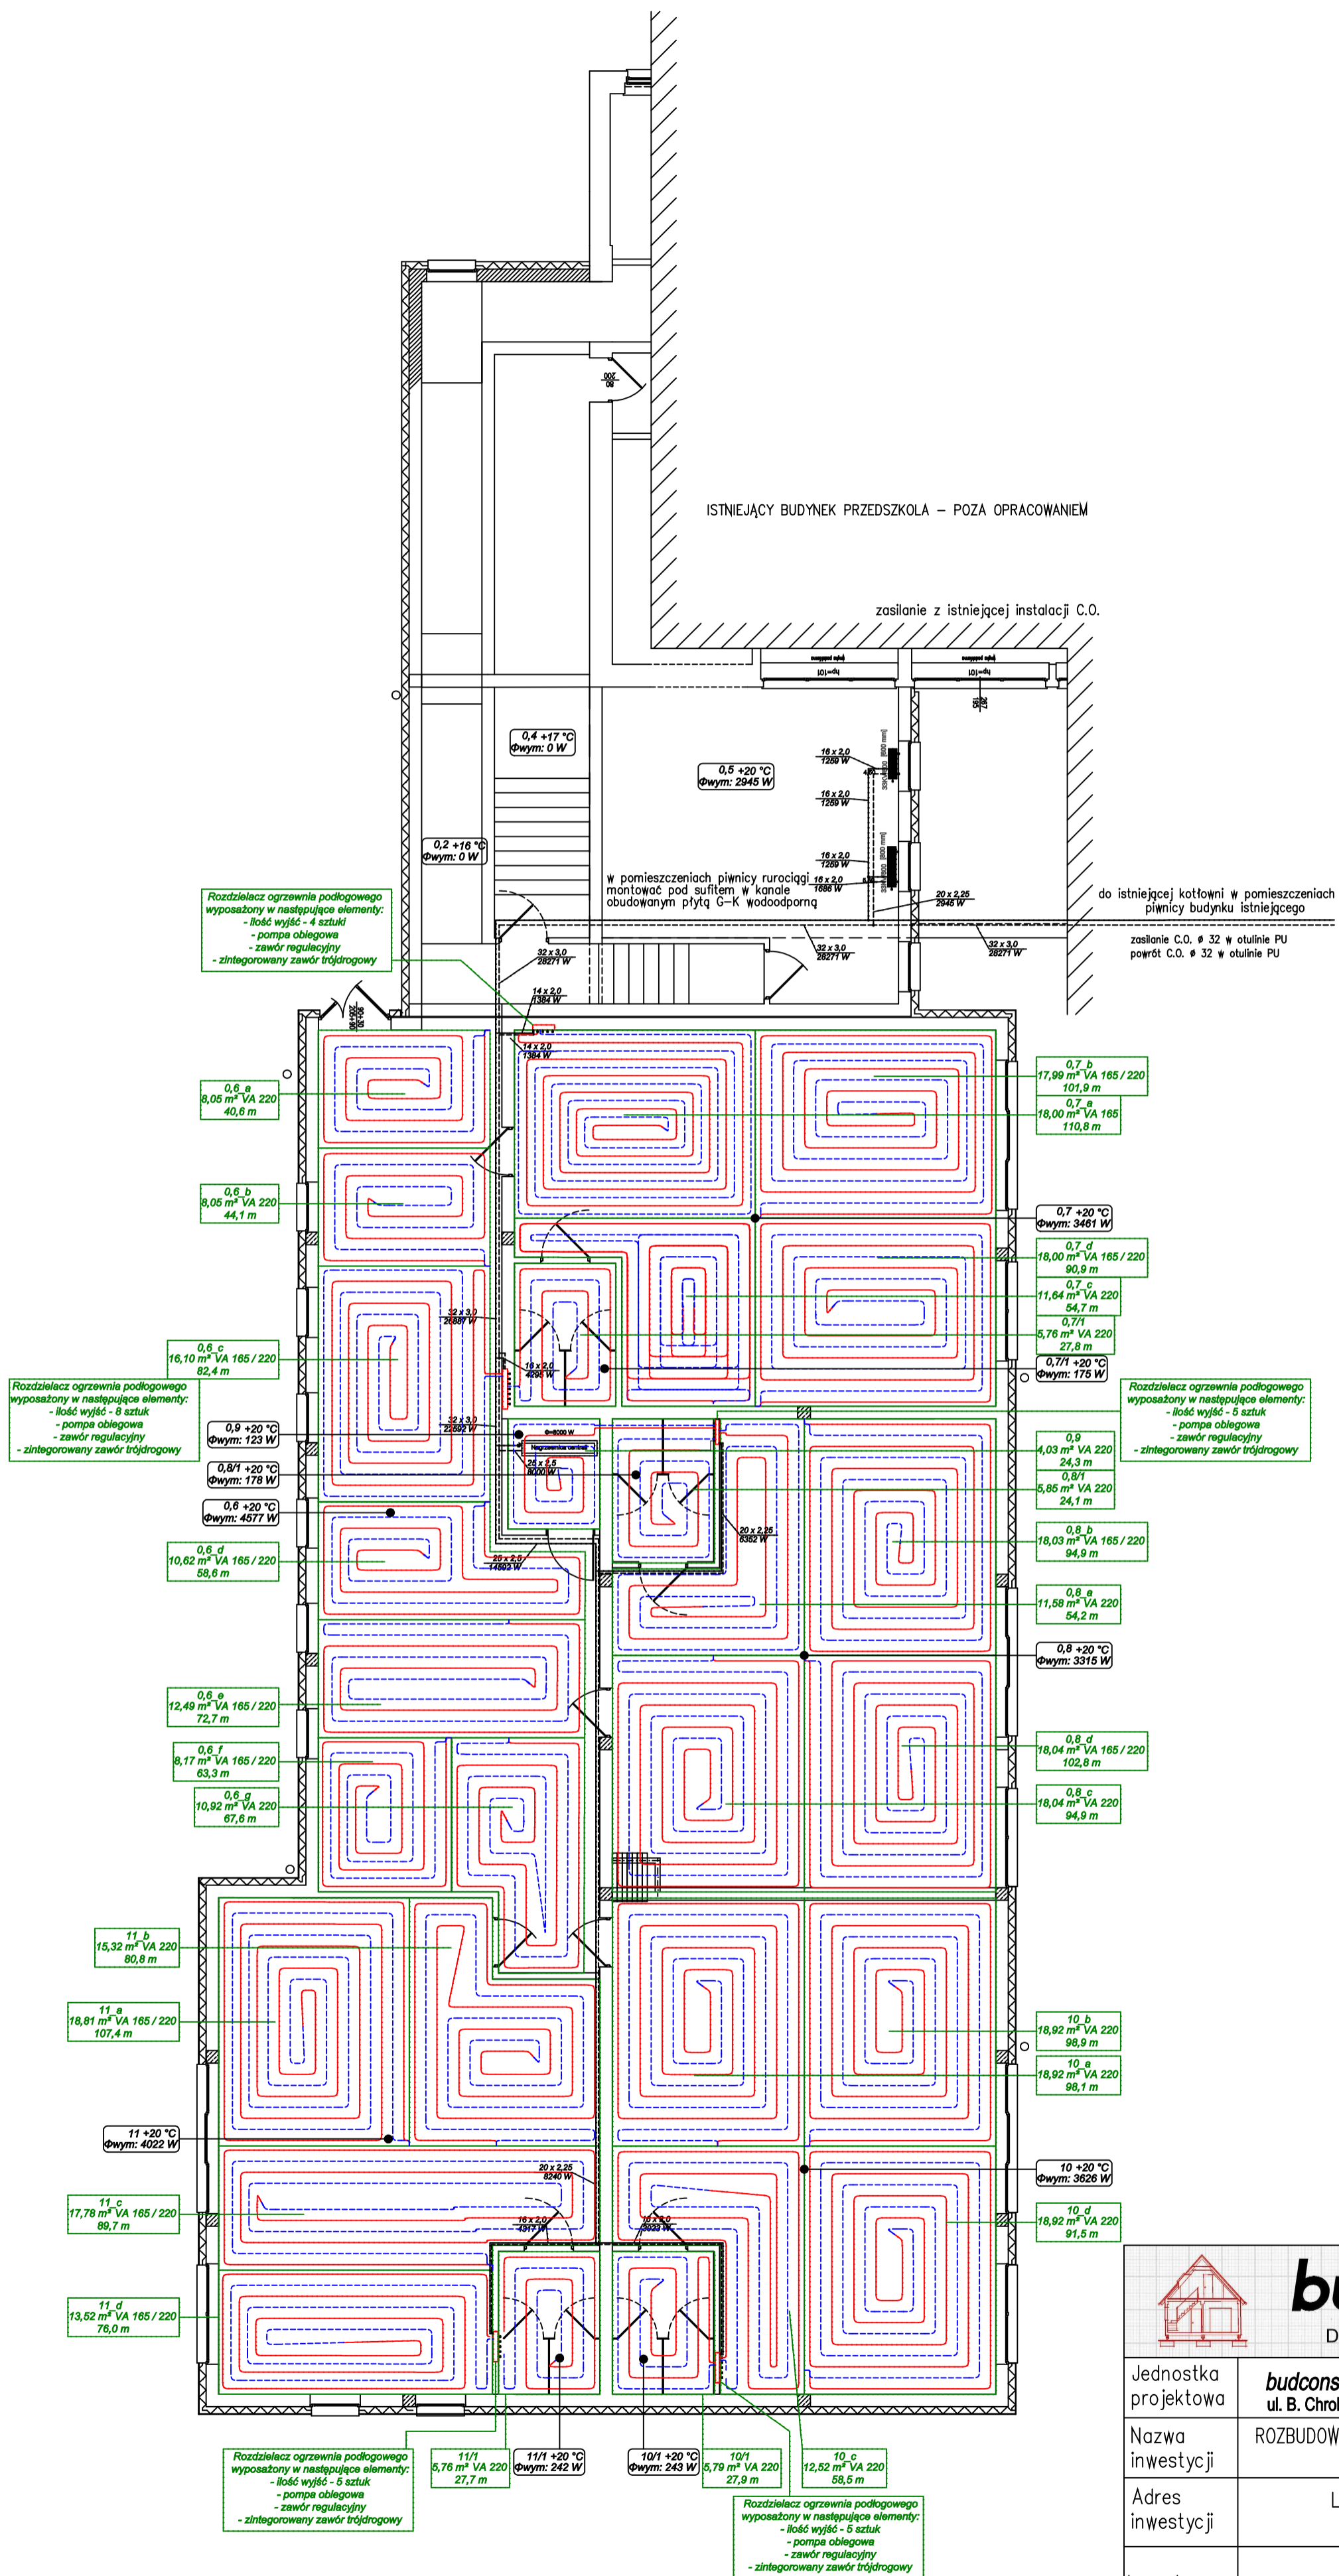 ISTNIEJĄCY BUDYNEK PRZEDSZKOLA – POZA OPRACOWANIEM
zasilanie z istniejącej instalacji C.O.
80
200
hp=101
hp=101
267
195
0,4 +17 °C
Φwym: 0 W
0,5 +20 °C
Φwym: 2945 W
0,2 +16 °C
Φwym: 0 W
16 x 2,0
1259 W
16 x 2,0
1259 W
16 x 2,0
1259 W
16 x 2,0
1686 W
20 x 2,25
2945 W
w pomieszczeniach piwnicy rurociągi
montować pod sufitem w kanale
obudowanym płytą G–K wodoodporną
do istniejącej kotłowni w pomieszczeniach
piwnicy budynku istniejącego
zasilanie C.O. ø 32 w otulinie PU
powrót C.O. ø 32 w otulinie PU
32 x 3,0
28271 W
32 x 3,0
28271 W
32 x 3,0
28271 W
14 x 2,0
1384 W
14 x 2,0
1384 W
Rozdzielacz ogrzewnia podłogowego
wyposażony w następujące elementy:
- ilość wyjść - 4 sztuki
- pompa obiegowa
- zawór regulacyjny
- zintegorowany zawór trójdrogowy
0,6_a
8,05 m² VA 220
40,6 m
0,6_b
8,05 m² VA 220
44,1 m
0,6_c
16,10 m² VA 165 / 220
82,4 m
Rozdzielacz ogrzewnia podłogowego
wyposażony w następujące elementy:
- ilość wyjść - 8 sztuk
- pompa obiegowa
- zawór regulacyjny
- zintegorowany zawór trójdrogowy
0,9 +20 °C
Φwym: 123 W
0,8/1 +20 °C
Φwym: 178 W
0,6 +20 °C
Φwym: 4577 W
0,6_d
10,62 m² VA 165 / 220
58,6 m
0,6_e
12,49 m² VA 165 / 220
72,7 m
0,6_f
8,17 m² VA 165 / 220
63,3 m
0,6_g
10,92 m² VA 220
67,6 m
11_b
15,32 m² VA 220
80,8 m
11_a
18,81 m² VA 165 / 220
107,4 m
11 +20 °C
Φwym: 4022 W
11_c
17,78 m² VA 165 / 220
89,7 m
11_d
13,52 m² VA 165 / 220
76,0 m
32 x 3,0
26887 W
16 x 2,0
4295 W
32 x 3,0
22592 W
Φ=8000 W
Nagrzewnica centrali
25 x 2,5
8000 W
25 x 2,5
14592 W
20 x 2,25
6352 W
20 x 2,25
8240 W
16 x 2,0
4317 W
0,7_b
17,99 m² VA 165 / 220
101,9 m
0,7_a
18,00 m² VA 165
110,8 m
0,7 +20 °C
Φwym: 3461 W
0,7_d
18,00 m² VA 165 / 220
90,9 m
0,7_c
11,64 m² VA 220
54,7 m
0,7/1
5,76 m² VA 220
27,8 m
0,7/1 +20 °C
Φwym: 175 W
Rozdzielacz ogrzewnia podłogowego
wyposażony w następujące elementy:
- ilość wyjść - 5 sztuk
- pompa obiegowa
- zawór regulacyjny
- zintegorowany zawór trójdrogowy
0,9
4,03 m² VA 220
24,3 m
0,8/1
5,85 m² VA 220
24,1 m
0,8_b
18,03 m² VA 165 / 220
94,9 m
0,8_a
11,58 m² VA 220
54,2 m
0,8 +20 °C
Φwym: 3315 W
0,8_d
18,04 m² VA 165 / 220
102,8 m
0,8_c
18,04 m² VA 220
94,9 m
10_b
18,92 m² VA 220
98,9 m
10_a
18,92 m² VA 220
98,1 m
10 +20 °C
Φwym: 3626 W
10_d
18,92 m² VA 220
91,5 m
Rozdzielacz ogrzewnia podłogowego
wyposażony w następujące elementy:
- ilość wyjść - 5 sztuk
- pompa obiegowa
- zawór regulacyjny
- zintegorowany zawór trójdrogowy
11/1
5,76 m² VA 220
27,7 m
11/1 +20 °C
Φwym: 242 W
10/1 +20 °C
Φwym: 243 W
10/1
5,79 m² VA 220
27,9 m
10_c
12,52 m² VA 220
58,5 m
Rozdzielacz ogrzewnia podłogowego
wyposażony w następujące elementy:
- ilość wyjść - 5 sztuk
- pompa obiegowa
- zawór regulacyjny
- zintegorowany zawór trójdrogowy
bu
D
Jednostka
projektowa
budcons
ul. B. Chrol
Nazwa
inwestycji
ROZBUDOW
Adres
inwestycji
L